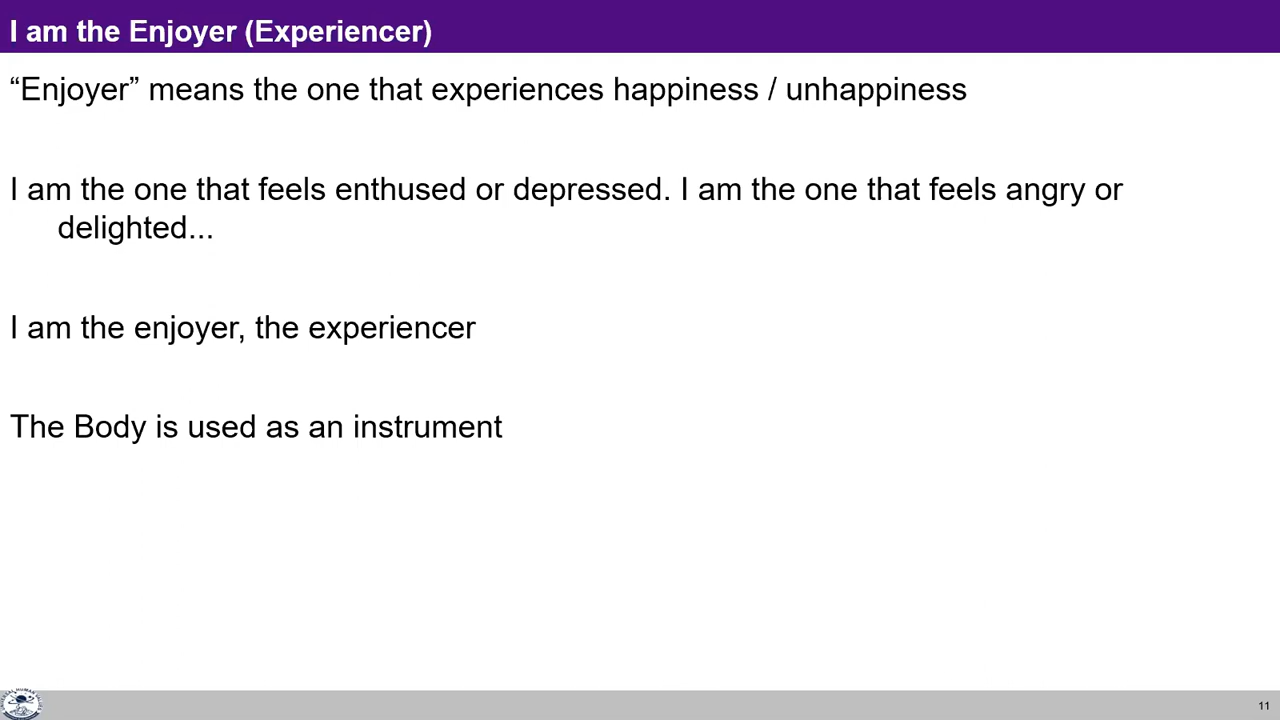 I am the Enjoyer (Experiencer)
“Enjoyer” means the one that experiences happiness / unhappiness
I am the one that feels enthused or depressed. I am the one that feels angry or
delighted...
I am the enjoyer, the experiencer
The Body is used as an instrument
11